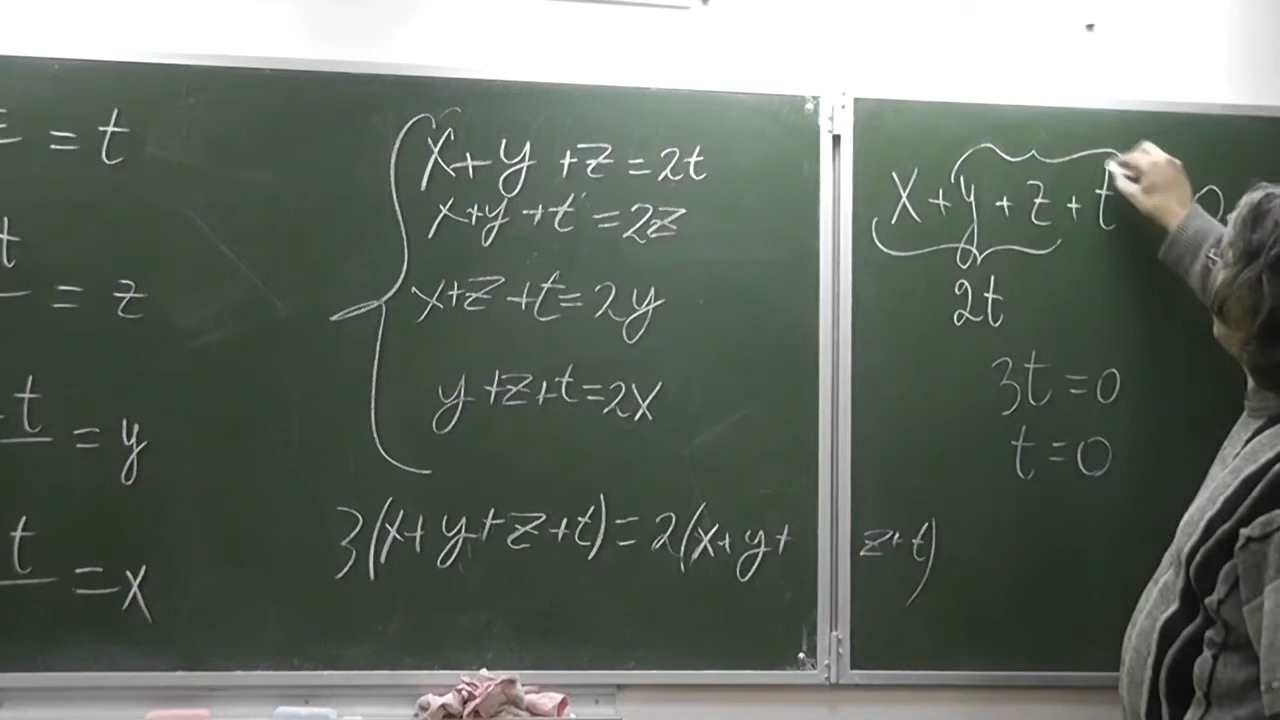 = t
t
= z
t
= y
t
= x
x+y+z=2t
x+y+t=2z
x+z+t=2y
y+z+t=2x
3(x+y+z+t)=2(x+y+z+t)
x+y+z+t
2t
3t=0
t=0